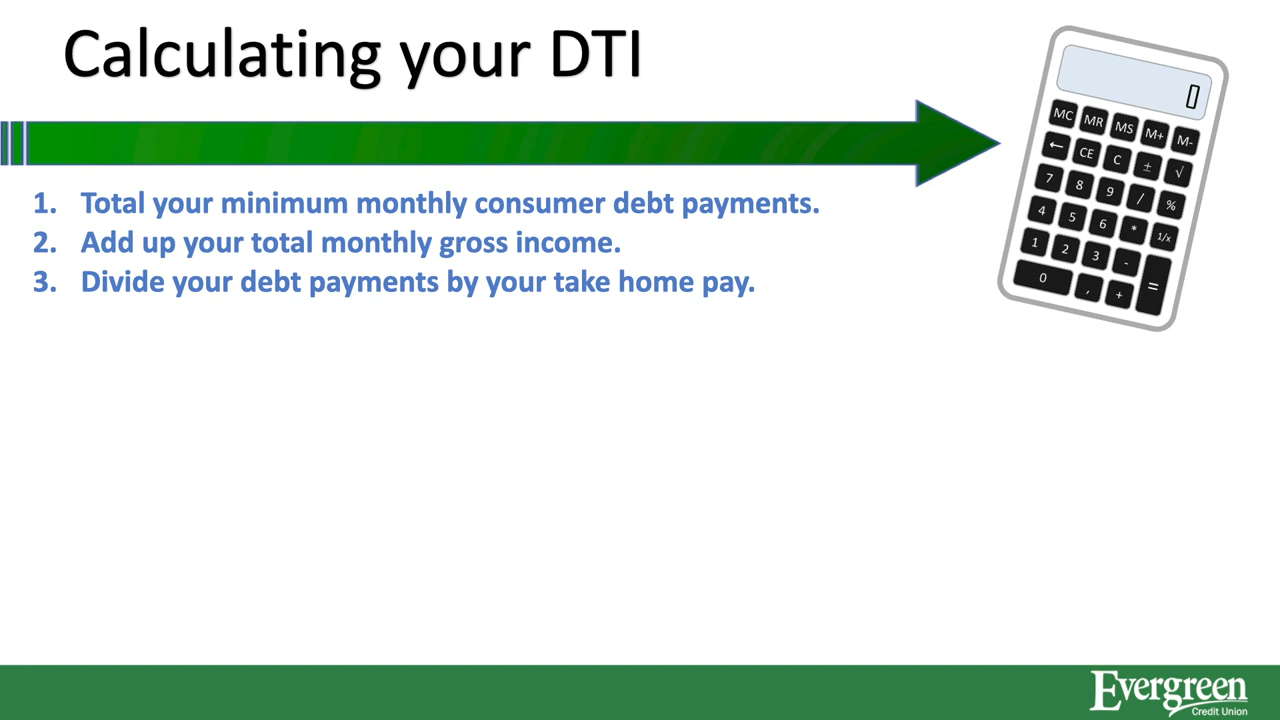 Calculating your DTI
0
MC MR MS M+ M-
← CE C ± √
7 8 9 / %
4 5 6 * 1/x
1 2 3 - =
0 , +
1. Total your minimum monthly consumer debt payments.
2. Add up your total monthly gross income.
3. Divide your debt payments by your take home pay.
Evergreen
Credit Union